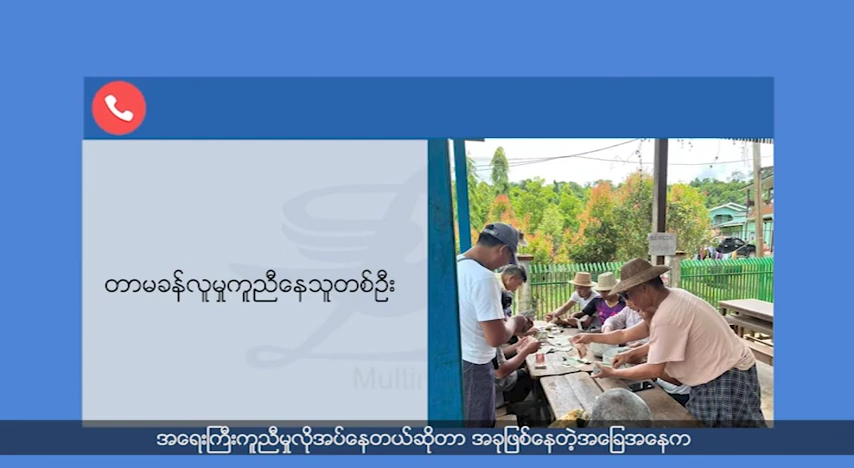 တာမခန်လူမှုကူညီနေသူတစ်ဦး
အရေးကြီးကူညီမှုလိုအပ်နေတယ်ဆိုတာ အခုဖြစ်နေတဲ့အခြေအနေက